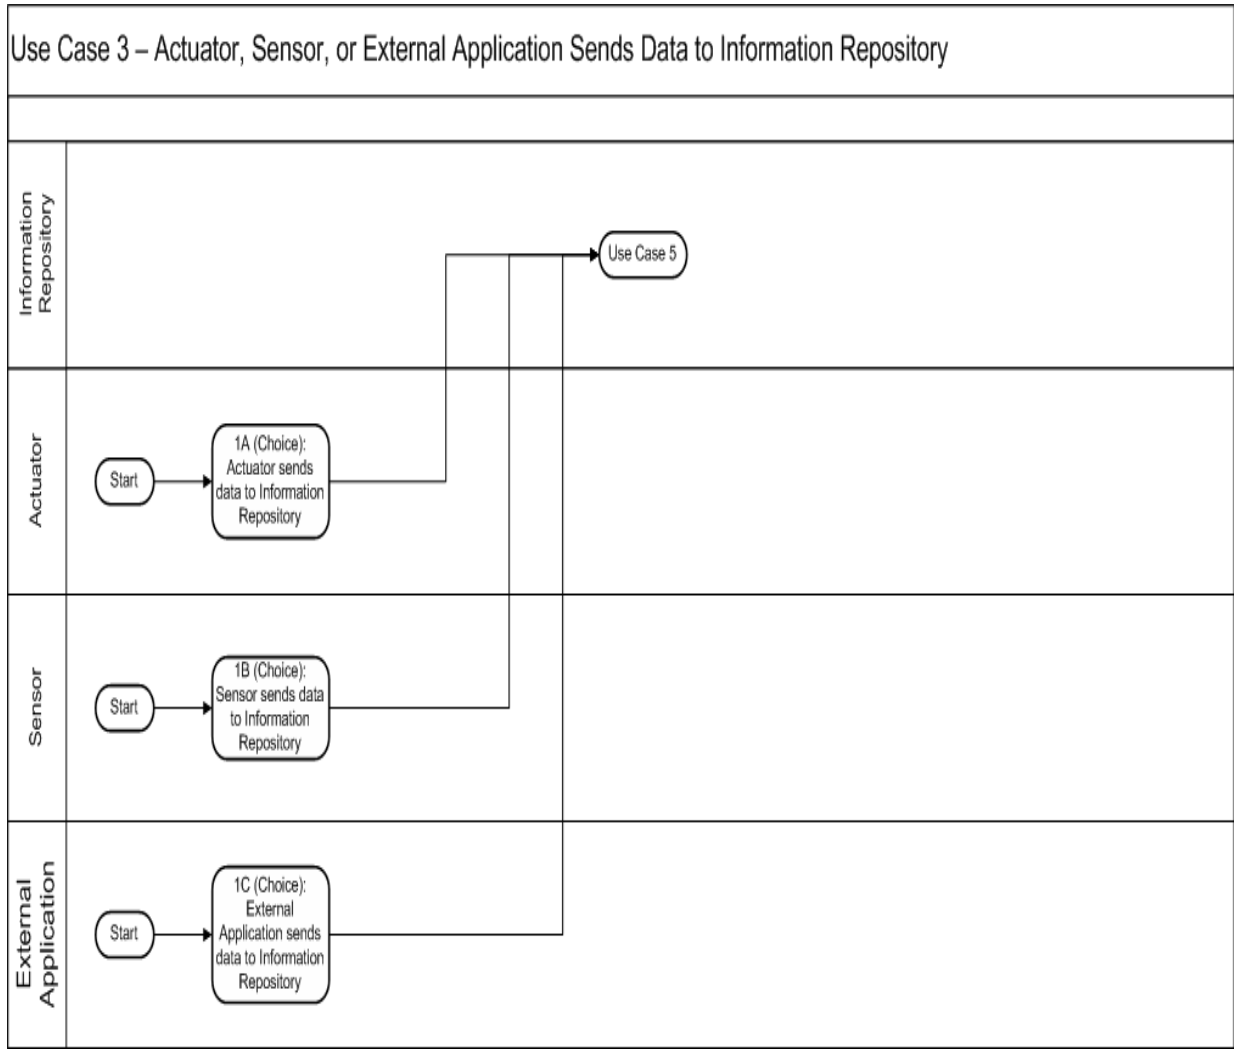 Use Case 3 – Actuator, Sensor, or External Application Sends Data to Information Repository
Information
Repository
Use Case 5
Actuator
Start
1A (Choice):
Actuator sends
data to Information
Repository
Sensor
Start
1B (Choice):
Sensor sends data
to Information
Repository
External
Application
Start
1C (Choice):
External
Application sends
data to Information
Repository